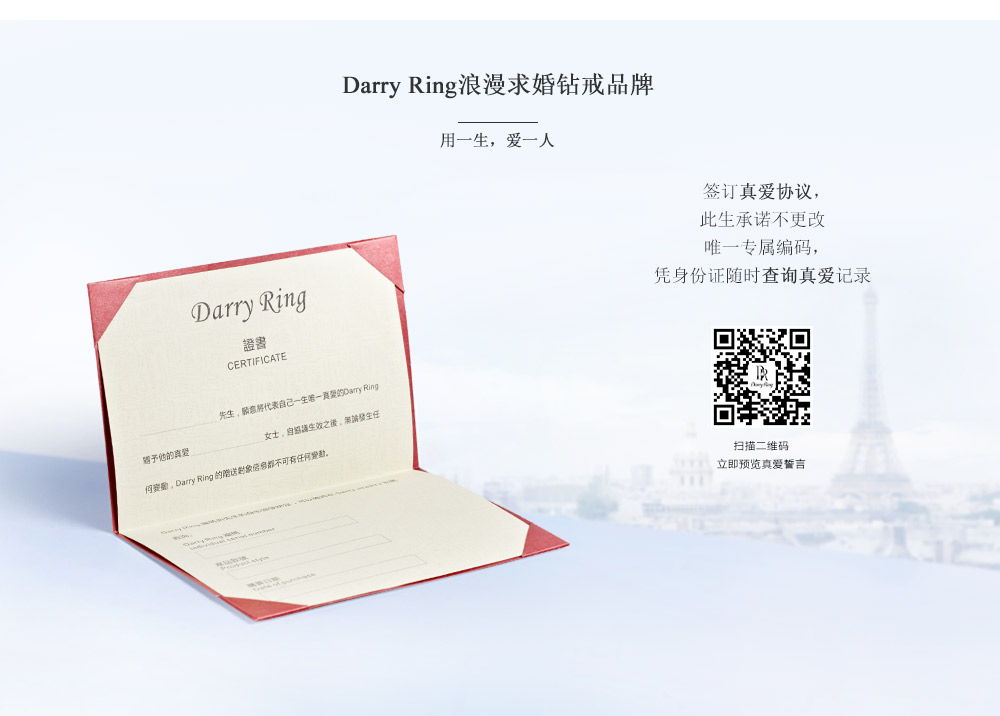 Darry Ring浪漫求婚钻戒品牌
用一生，爱一人
签订真爱协议，
此生承诺不更改
唯一专属编码，
凭身份证随时查询真爱记录
Darry Ring
證書
CERTIFICATE
先生，願意將代表自己一生唯一真愛的Darry Ring
贈予他的真愛 女士，自協議生效之後，無論發生任
何變動，Darry Ring 的贈送對象信息都不可有任何變動。
Darry Ring 編碼
Individual serial number
產品款號
Product style
購買日期
Date of purchase
DR
Darry Ring
扫描二维码
立即预览真爱誓言